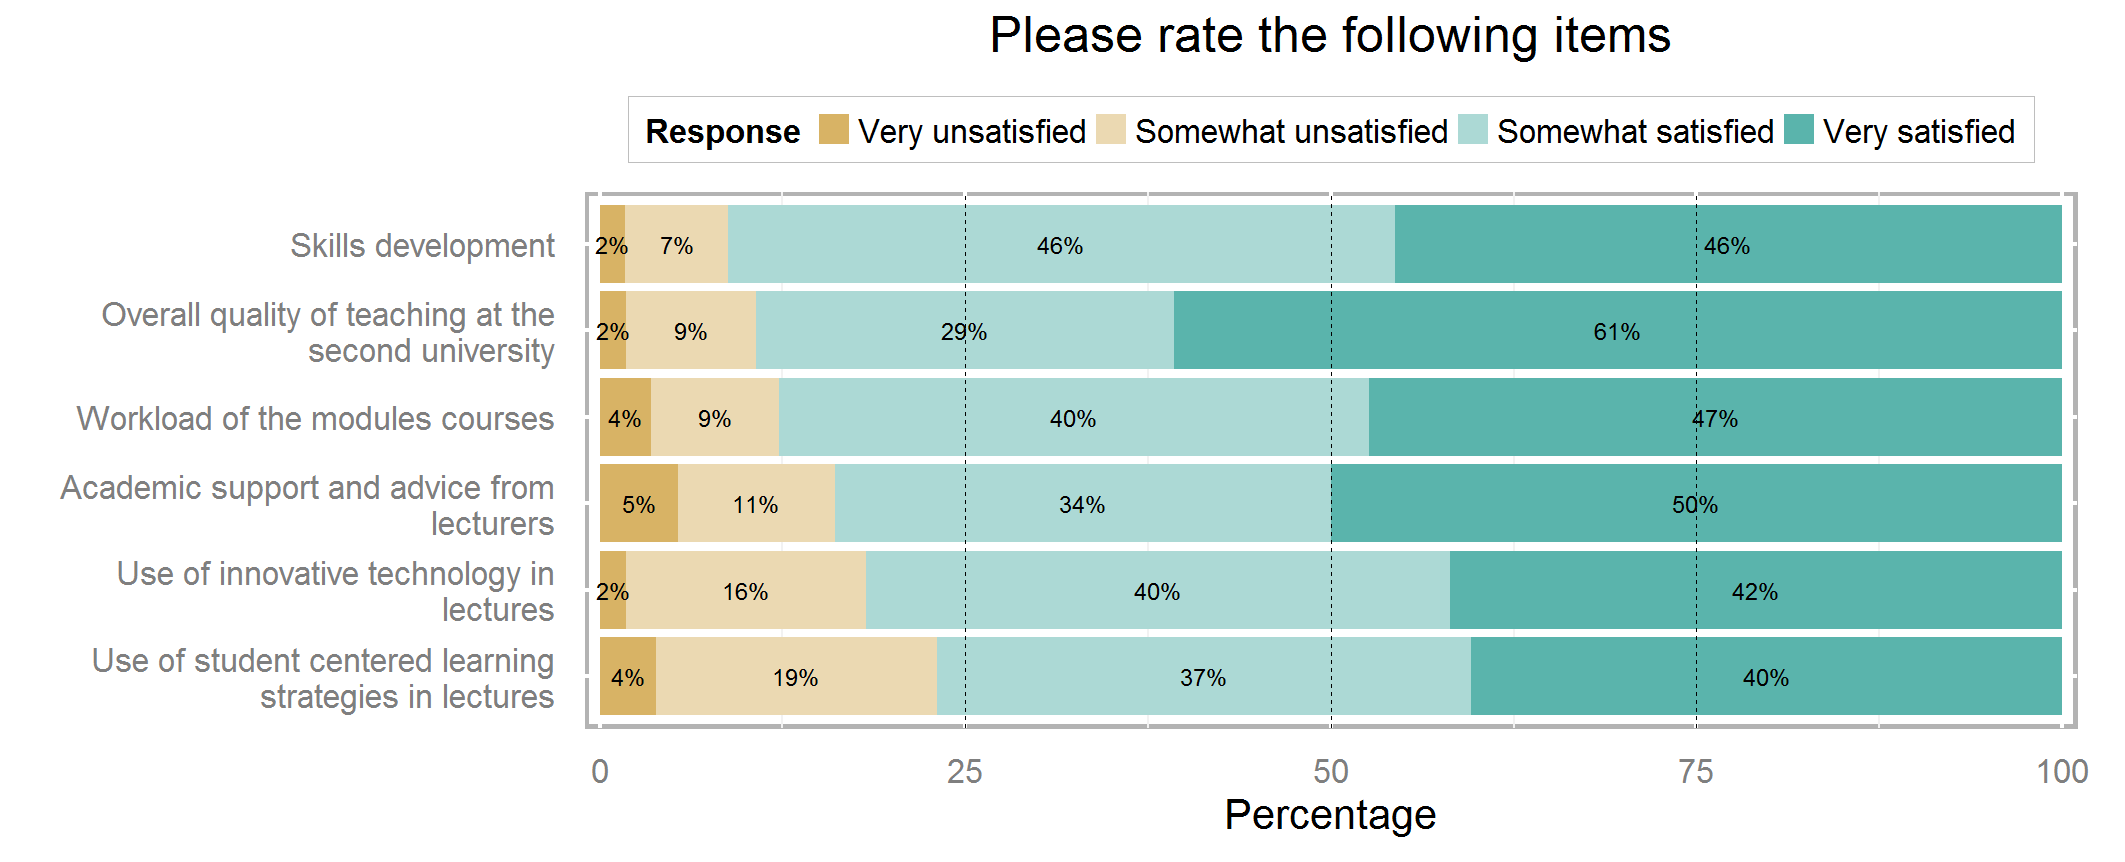 Please rate the following items
Response Very unsatisfied Somewhat unsatisfied Somewhat satisfied Very satisfied
Skills development
2% 7% 46% 46%
Overall quality of teaching at the
second university
2% 9% 29% 61%
Workload of the modules courses
4% 9% 40% 47%
Academic support and advice from
lecturers
5% 11% 34% 50%
Use of innovative technology in
lectures
2% 16% 40% 42%
Use of student centered learning
strategies in lectures
4% 19% 37% 40%
0 25 50 75 100
Percentage